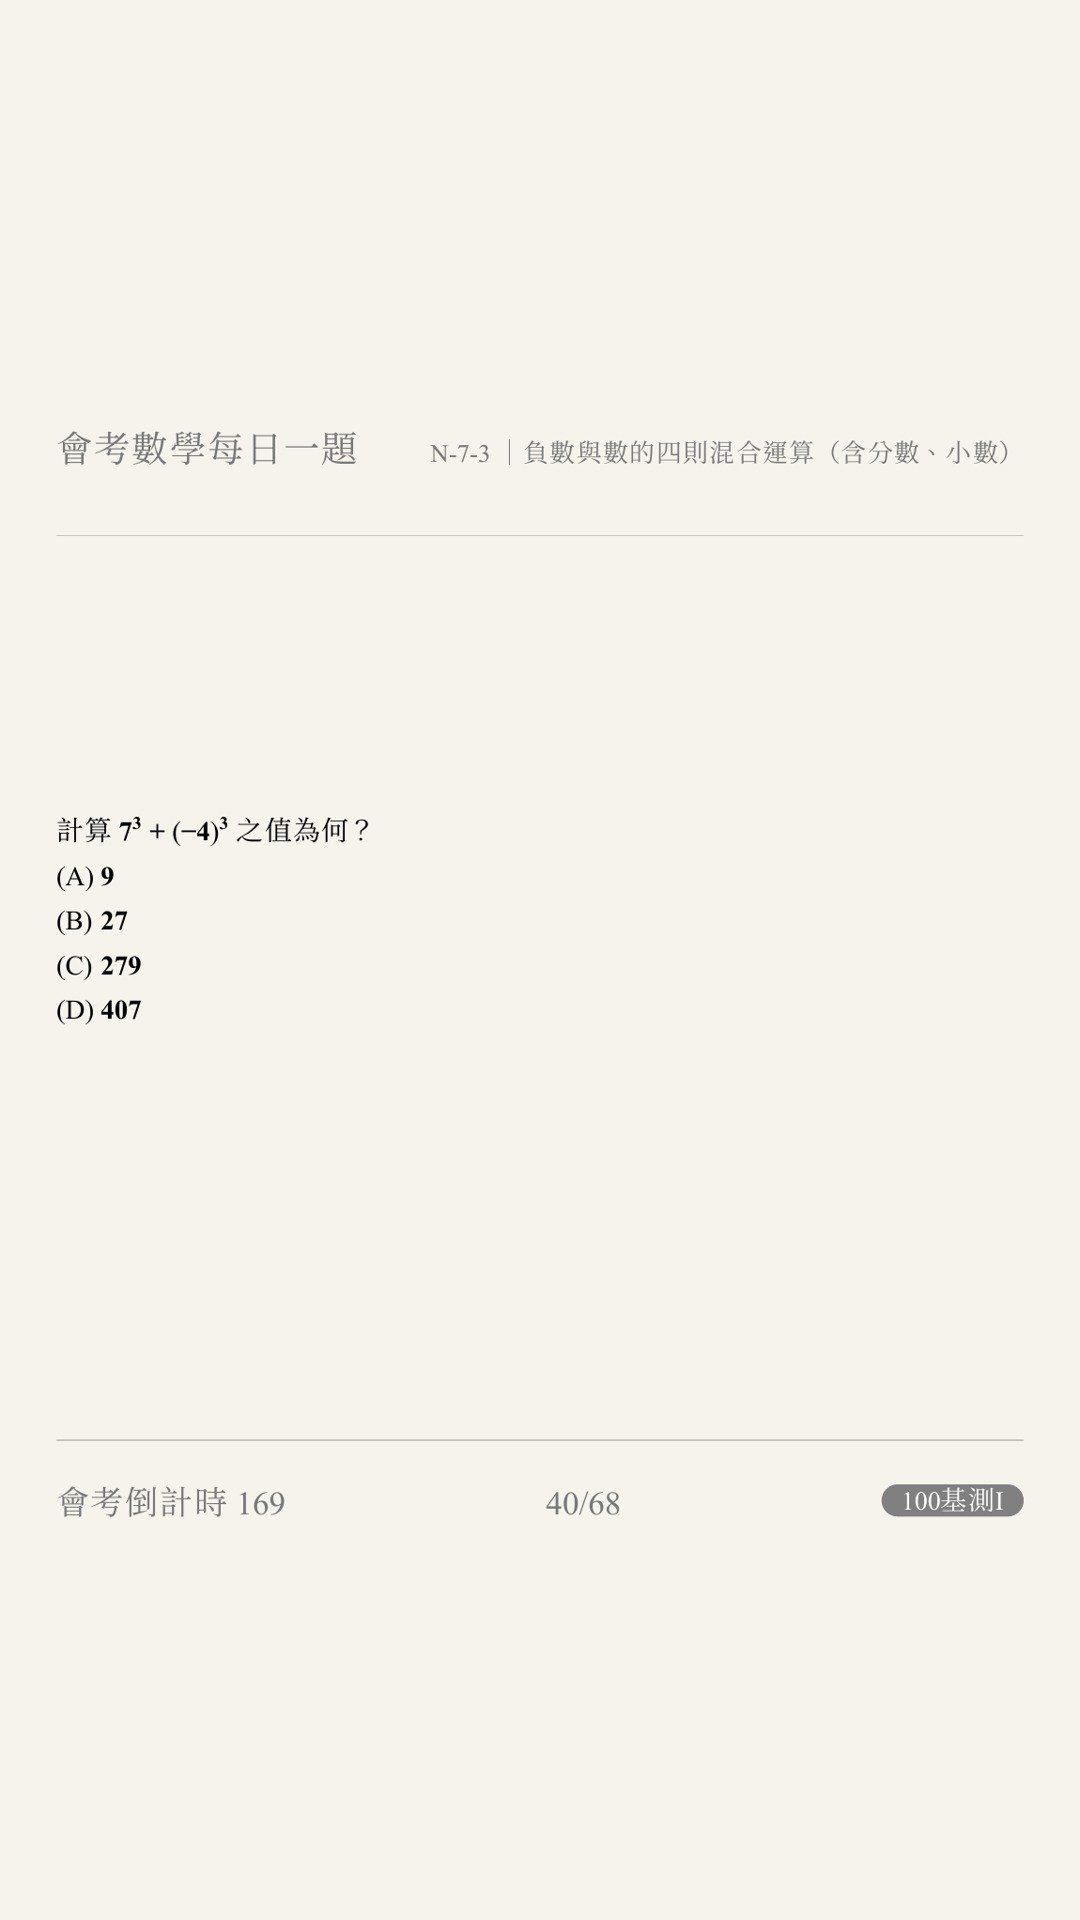 會考數學每日一題
N-7-3｜負數與數的四則混合運算（含分數、小數）
計算 7³ + (−4)³ 之值為何？
(A) 9
(B) 27
(C) 279
(D) 407
會考倒計時 169
40/68
100基測I